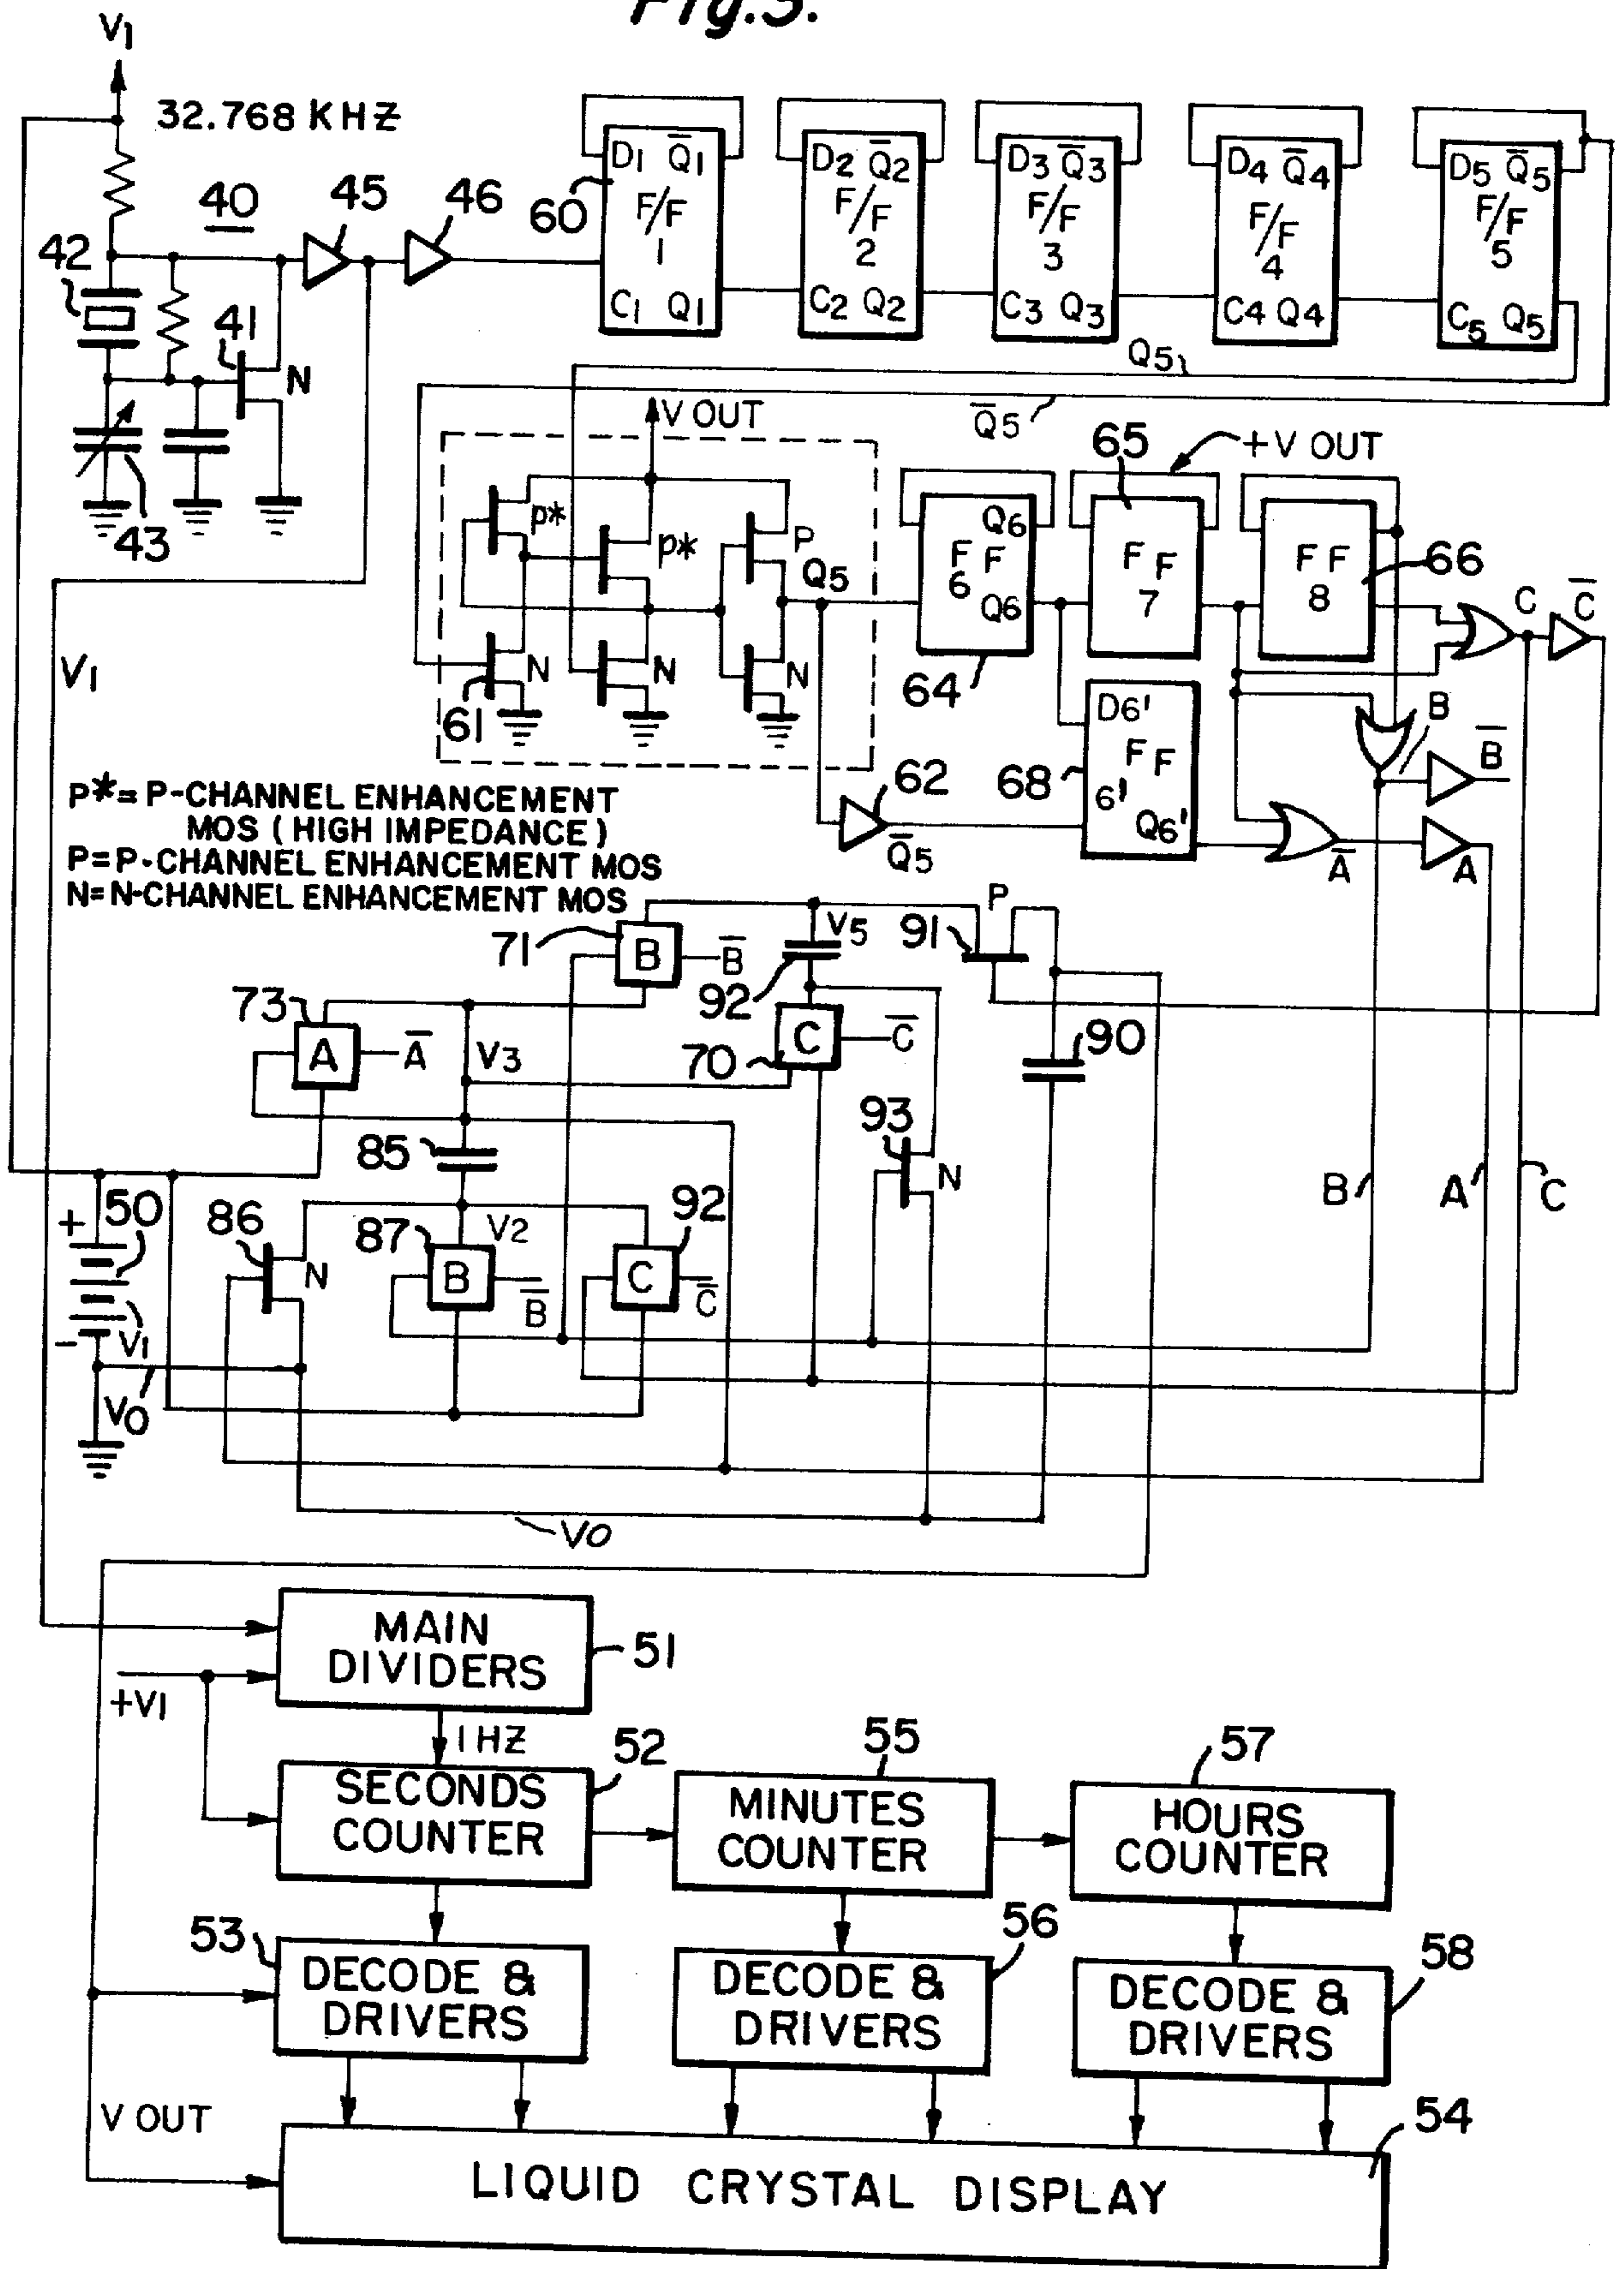 Fig.3.
V1
32.768 KHZ
40
45
46
42
41
N
43
60
D1 Q̅1
F/F
1
C1 Q1
D2 Q̅2
F/F
2
C2 Q2
D3 Q̅3
F/F
3
C3 Q3
D4 Q̅4
F/F
4
C4 Q4
D5 Q̅5
F/F
5
C5 Q5
Q5
Q̅5
V OUT
65
+V OUT
P*
P*
P
Q5
N
N
N
61
Q6
FF
6
Q6
64
FF
7
FF
8
66
C
C̅
B
B̅
V1
62
Q̅5
68
D6'
FF
6'
Q6'
A̅
A
P*= P-CHANNEL ENHANCEMENT
MOS (HIGH IMPEDANCE)
P= P-CHANNEL ENHANCEMENT MOS
N= N-CHANNEL ENHANCEMENT MOS
71
B
B̅
V5
92
91
P
73
A
A̅
V3
70
C
C̅
90
85
93
N
B
A
C
+
50
-
V1
V0
86
N
V2
87
B
B̅
92
C
C̅
V0
MAIN
DIVIDERS
51
+V1
1 HZ
SECONDS
COUNTER
52
MINUTES
COUNTER
55
HOURS
COUNTER
57
53
DECODE &
DRIVERS
DECODE &
DRIVERS
56
DECODE &
DRIVERS
58
V OUT
LIQUID CRYSTAL DISPLAY
54